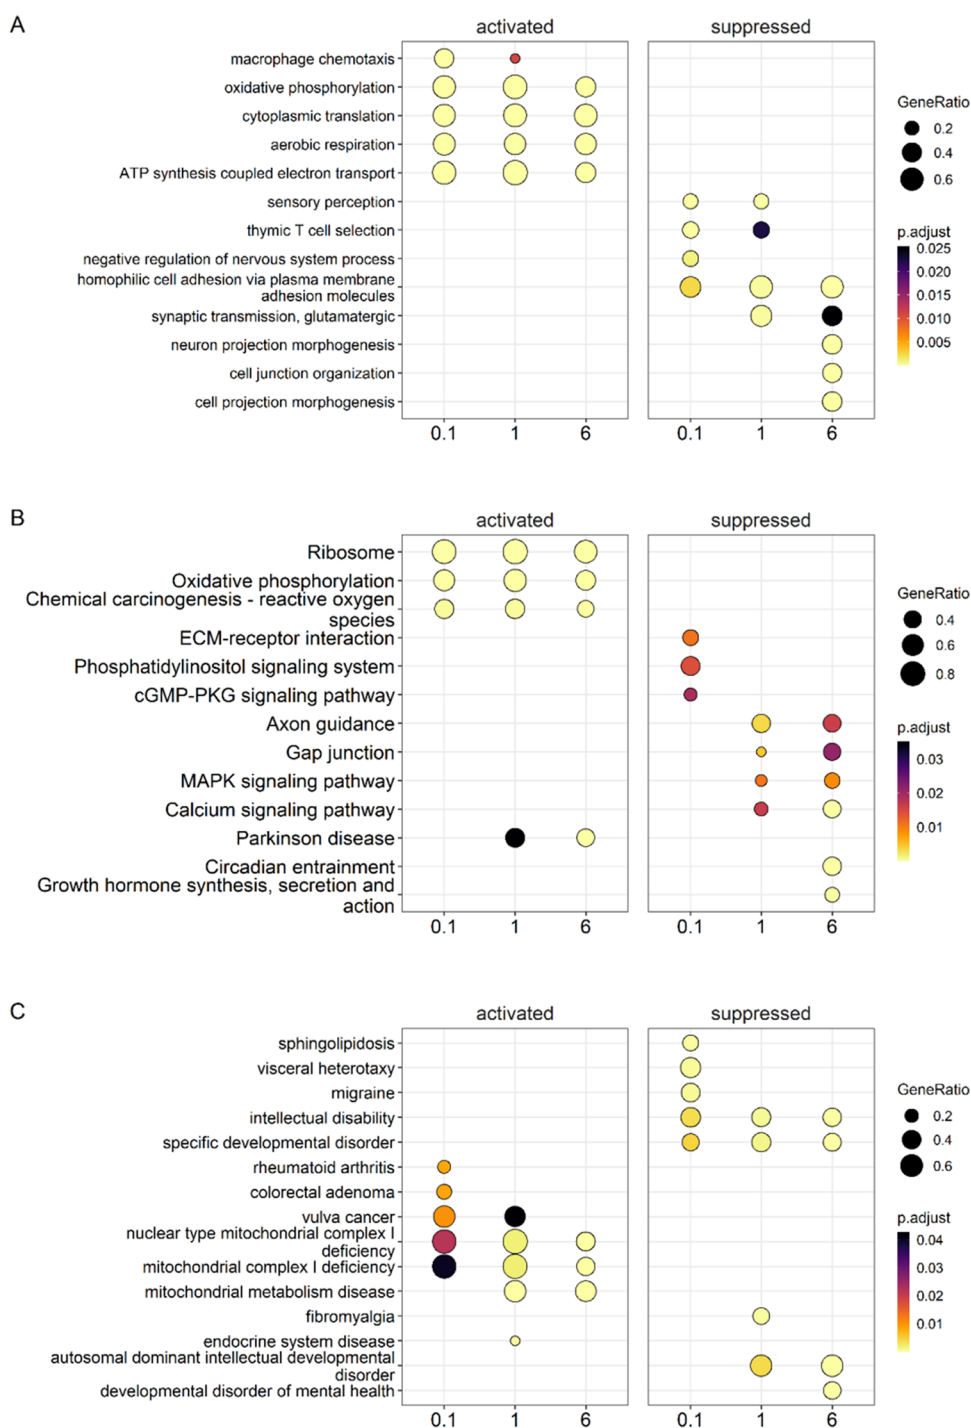 A
activated
suppressed
macrophage chemotaxis
oxidative phosphorylation
cytoplasmic translation
aerobic respiration
ATP synthesis coupled electron transport
sensory perception
thymic T cell selection
negative regulation of nervous system process
homophilic cell adhesion via plasma membrane
adhesion molecules
synaptic transmission, glutamatergic
neuron projection morphogenesis
cell junction organization
cell projection morphogenesis
0.1 1 6
0.1 1 6
GeneRatio
0.2
0.4
0.6
p.adjust
0.025
0.020
0.015
0.010
0.005
B
activated
suppressed
Ribosome
Oxidative phosphorylation
Chemical carcinogenesis - reactive oxygen
species
ECM-receptor interaction
Phosphatidylinositol signaling system
cGMP-PKG signaling pathway
Axon guidance
Gap junction
MAPK signaling pathway
Calcium signaling pathway
Parkinson disease
Circadian entrainment
Growth hormone synthesis, secretion and
action
0.1 1 6
0.1 1 6
GeneRatio
0.4
0.6
0.8
p.adjust
0.03
0.02
0.01
C
activated
suppressed
sphingolipidosis
visceral heterotaxy
migraine
intellectual disability
specific developmental disorder
rheumatoid arthritis
colorectal adenoma
vulva cancer
nuclear type mitochondrial complex I
deficiency
mitochondrial complex I deficiency
mitochondrial metabolism disease
fibromyalgia
endocrine system disease
autosomal dominant intellectual developmental
disorder
developmental disorder of mental health
0.1 1 6
0.1 1 6
GeneRatio
0.2
0.4
0.6
p.adjust
0.04
0.03
0.02
0.01